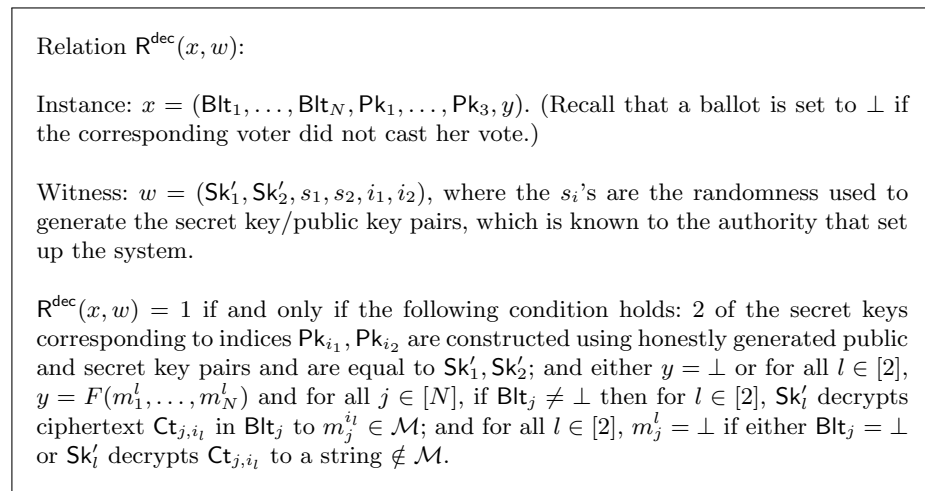 Relation R^dec(x, w):
Instance: x = (Blt_1, . . . , Blt_N, Pk_1, . . . , Pk_3, y). (Recall that a ballot is set to ⊥ if
the corresponding voter did not cast her vote.)
Witness: w = (Sk′_1, Sk′_2, s_1, s_2, i_1, i_2), where the s_i's are the randomness used to
generate the secret key/public key pairs, which is known to the authority that set
up the system.
R^dec(x, w) = 1 if and only if the following condition holds: 2 of the secret keys
corresponding to indices Pk_{i_1}, Pk_{i_2} are constructed using honestly generated public
and secret key pairs and are equal to Sk′_1, Sk′_2; and either y = ⊥ or for all l ∈ [2],
y = F(m^l_1, . . . , m^l_N) and for all j ∈ [N], if Blt_j ≠ ⊥ then for l ∈ [2], Sk′_l decrypts
ciphertext Ct_{j,i_l} in Blt_j to m^{i_l}_j ∈ M; and for all l ∈ [2], m^l_j = ⊥ if either Blt_j = ⊥
or Sk′_l decrypts Ct_{j,i_l} to a string ∉ M.